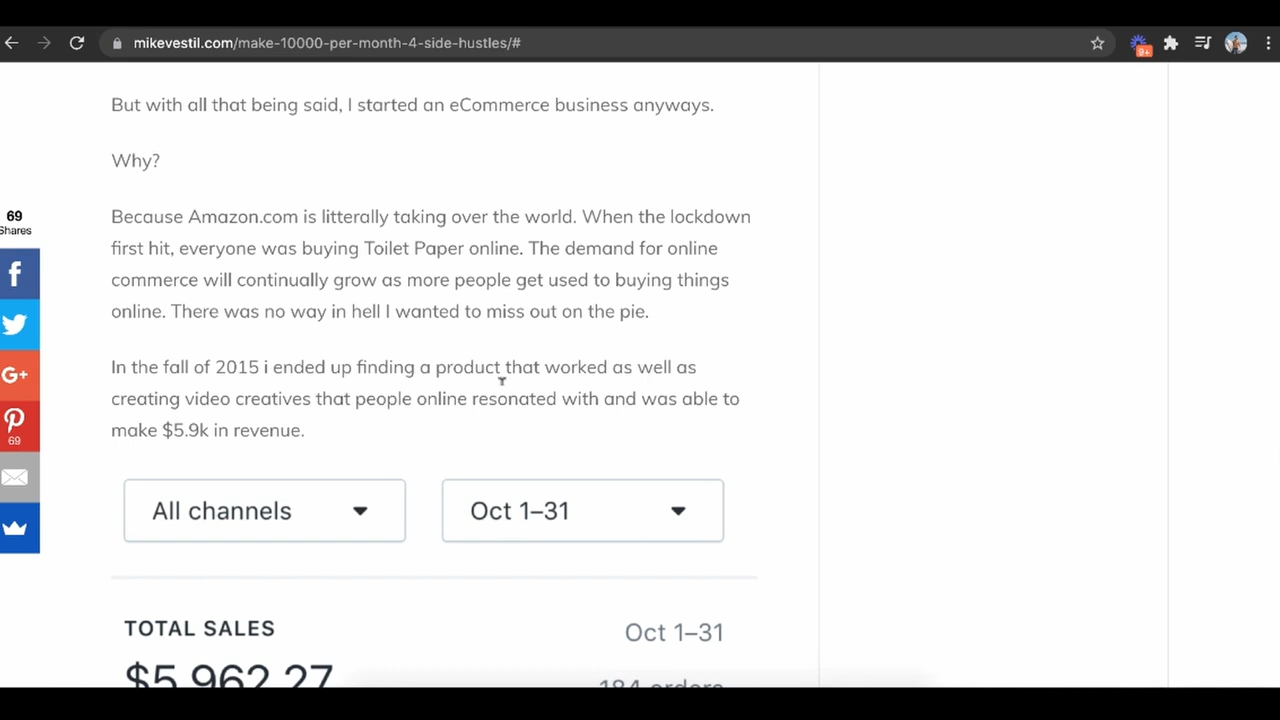 mikevestil.com/make-10000-per-month-4-side-hustles/#
9+
But with all that being said, I started an eCommerce business anyways.
Why?
Because Amazon.com is litterally taking over the world. When the lockdown
first hit, everyone was buying Toilet Paper online. The demand for online
commerce will continually grow as more people get used to buying things
online. There was no way in hell I wanted to miss out on the pie.
In the fall of 2015 i ended up finding a product that worked as well as
creating video creatives that people online resonated with and was able to
make $5.9k in revenue.
69
Shares
f
G+
69
All channels
Oct 1–31
TOTAL SALES
Oct 1–31
$5,962.27
184 orders